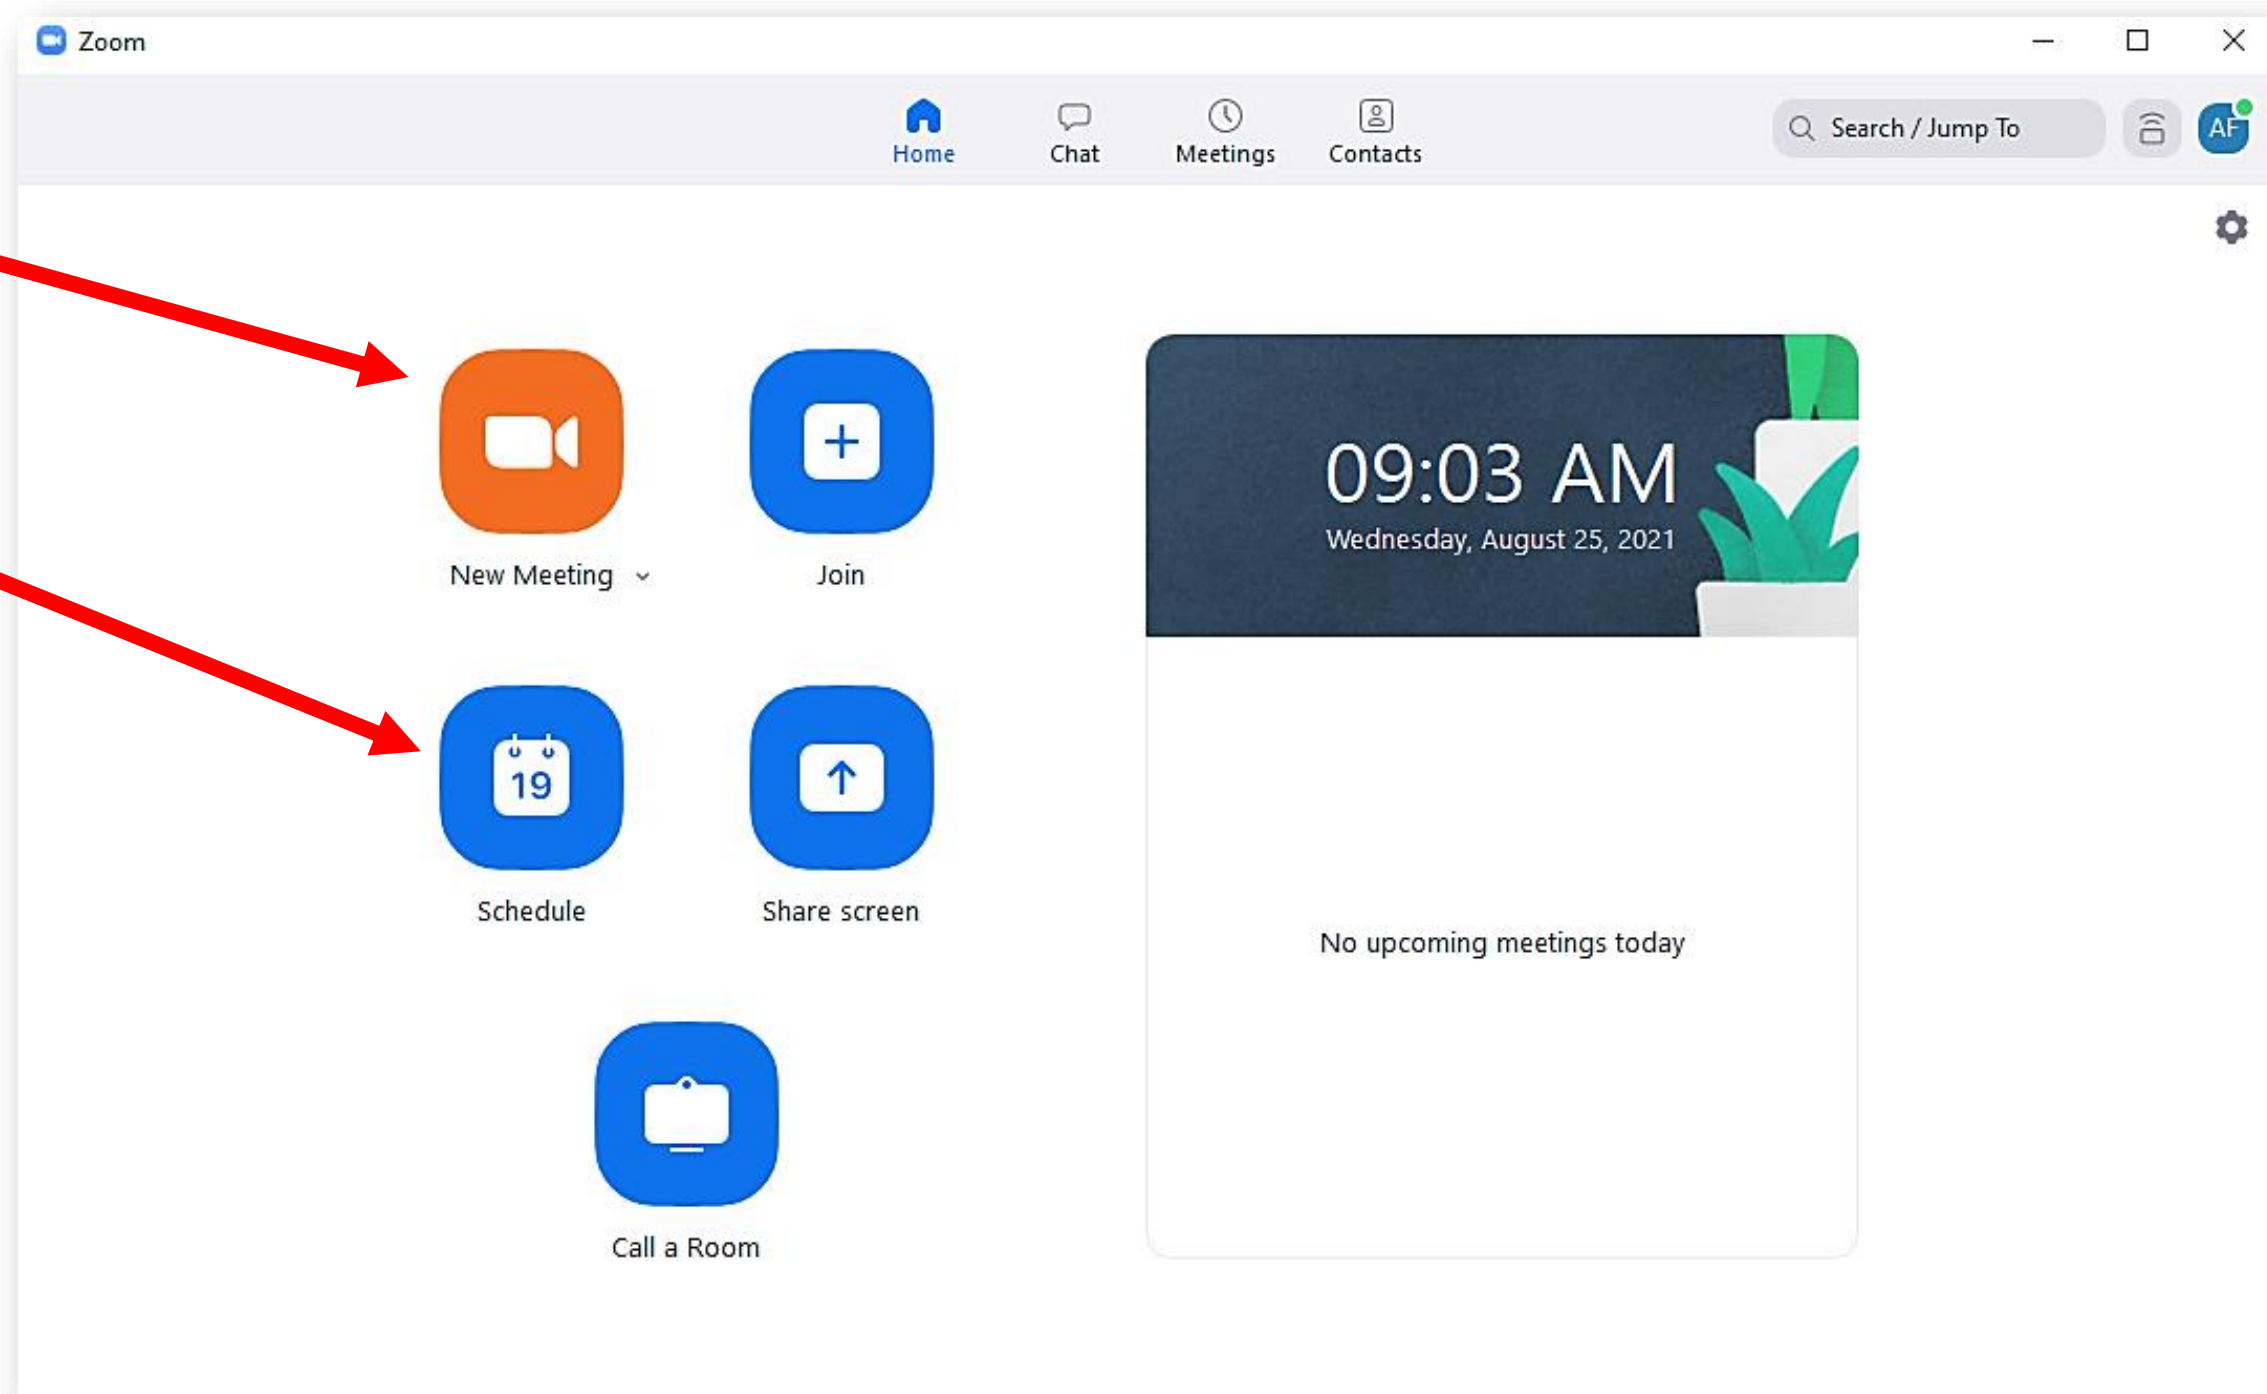 Zoom
Home
Chat
Meetings
Contacts
Search / Jump To
AF
New Meeting
Join
09:03 AM
Wednesday, August 25, 2021
19
Schedule
Share screen
No upcoming meetings today
Call a Room